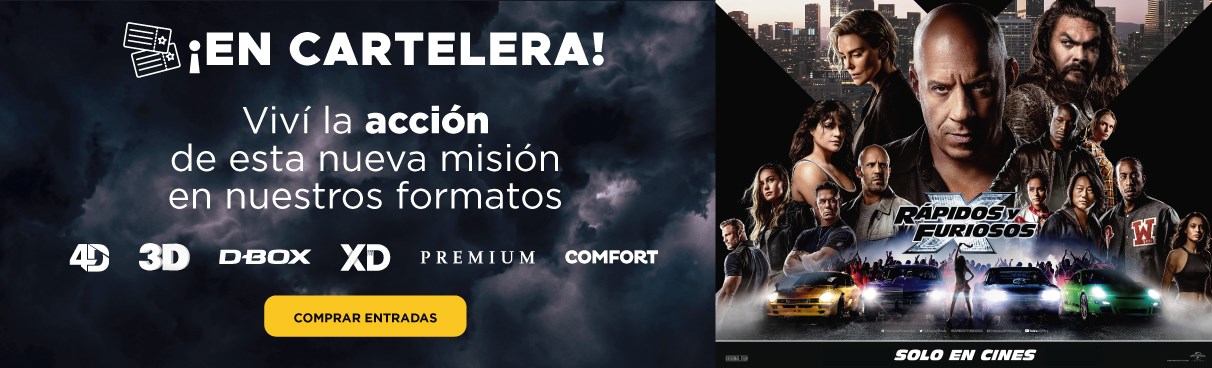 ¡EN CARTELERA!
Viví la acción
de esta nueva misión
en nuestros formatos
4D 3D D-BOX XD PREMIUM COMFORT
COMPRAR ENTRADAS
X
RÁPIDOS Y
FURIOSOS
W
SOLO EN CINES